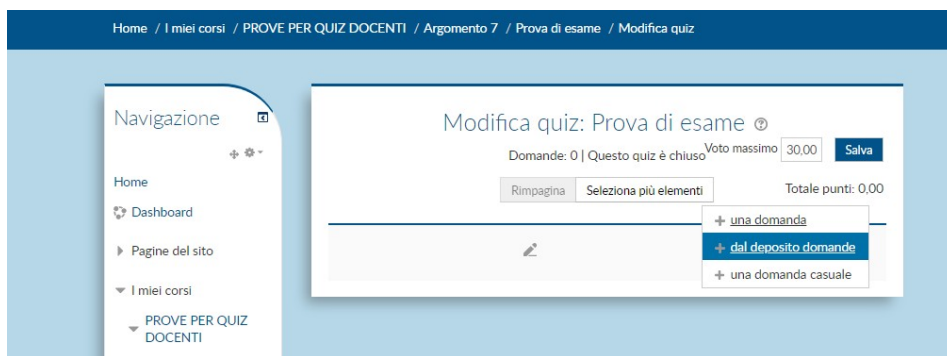 Home / I miei corsi / PROVE PER QUIZ DOCENTI / Argomento 7 / Prova di esame / Modifica quiz
Navigazione
Home
Dashboard
Pagine del sito
I miei corsi
PROVE PER QUIZ
DOCENTI
Modifica quiz: Prova di esame
Domande: 0 | Questo quiz è chiuso
Voto massimo 30,00 Salva
Rimpagina Seleziona più elementi Totale punti: 0,00
+ una domanda
+ dal deposito domande
+ una domanda casuale